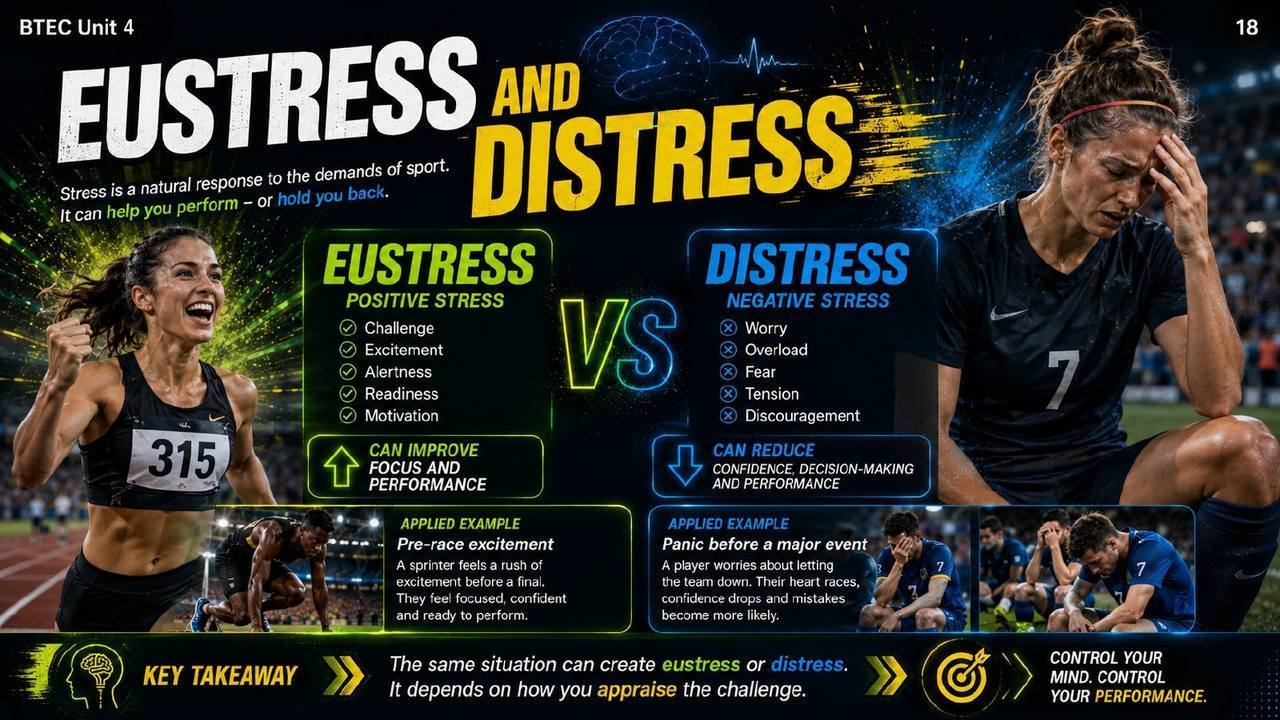 BTEC Unit 4
18
EUSTRESS AND
DISTRESS
Stress is a natural response to the demands of sport.
It can help you perform – or hold you back.
EUSTRESS
POSITIVE STRESS
Challenge
Excitement
Alertness
Readiness
Motivation
CAN IMPROVE
FOCUS AND
PERFORMANCE
VS
DISTRESS
NEGATIVE STRESS
Worry
Overload
Fear
Tension
Discouragement
CAN REDUCE
CONFIDENCE, DECISION-MAKING
AND PERFORMANCE
315
7
APPLIED EXAMPLE
Pre-race excitement
A sprinter feels a rush of
excitement before a final.
They feel focused, confident
and ready to perform.
APPLIED EXAMPLE
Panic before a major event
A player worries about letting
the team down. Their heart races,
confidence drops and mistakes
become more likely.
7
7
7
KEY TAKEAWAY
The same situation can create eustress or distress.
It depends on how you appraise the challenge.
CONTROL YOUR
MIND. CONTROL
YOUR PERFORMANCE.